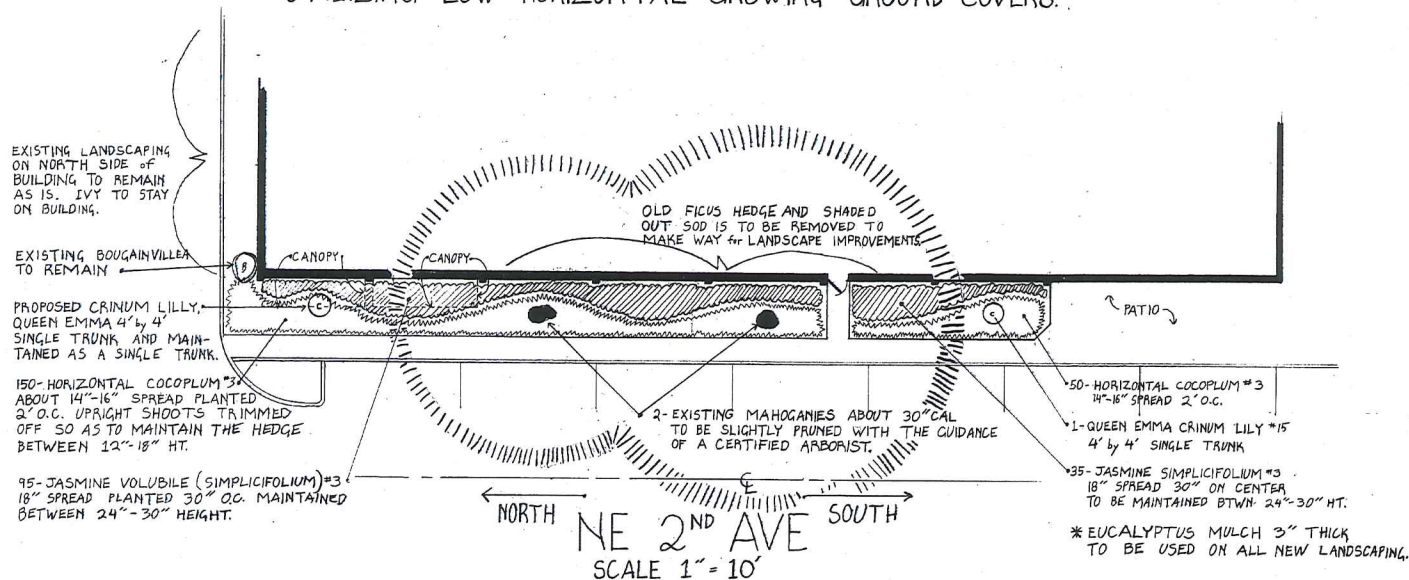 UTILIZING LOW HORIZONTAL GROWING GROUND COVERS.
EXISTING LANDSCAPING
ON NORTH SIDE of
BUILDING TO REMAIN
AS IS. IVY TO STAY
ON BUILDING.
OLD FICUS HEDGE AND SHADED
OUT SOD IS TO BE REMOVED TO
MAKE WAY for LANDSCAPE IMPROVEMENTS
EXISTING BOUGAINVILLEA
TO REMAIN
B
CANOPY
CANOPY
PROPOSED CRINUM LILLY,
QUEEN EMMA 4' by 4'
SINGLE TRUNK AND MAIN-
TAINED AS A SINGLE TRUNK.
C
C
PATIO
150- HORIZONTAL COCOPLUM #3
ABOUT 14"-16" SPREAD PLANTED
2' O.C. UPRIGHT SHOOTS TRIMMED
OFF SO AS TO MAINTAIN THE HEDGE
BETWEEN 12"-18" HT.
95- JASMINE VOLUBILE (SIMPLICIFOLIUM) #3
18" SPREAD PLANTED 30" O.C. MAINTAINED
BETWEEN 24"-30" HEIGHT.
2- EXISTING MAHOGANIES ABOUT 30" CAL
TO BE SLIGHTLY PRUNED WITH THE GUIDANCE
OF A CERTIFIED ARBORIST.
50- HORIZONTAL COCOPLUM #3
14"-16" SPREAD 2' O.C.
1- QUEEN EMMA CRINUM LILY #15
4' by 4' SINGLE TRUNK
35- JASMINE SIMPLICIFOLIUM #3
18" SPREAD 30" ON CENTER
TO BE MAINTAINED BTWN. 24"-30" HT.
* EUCALYPTUS MULCH 3" THICK
TO BE USED ON ALL NEW LANDSCAPING.
NORTH
℄
SOUTH
NE 2ND AVE
SCALE 1" = 10'